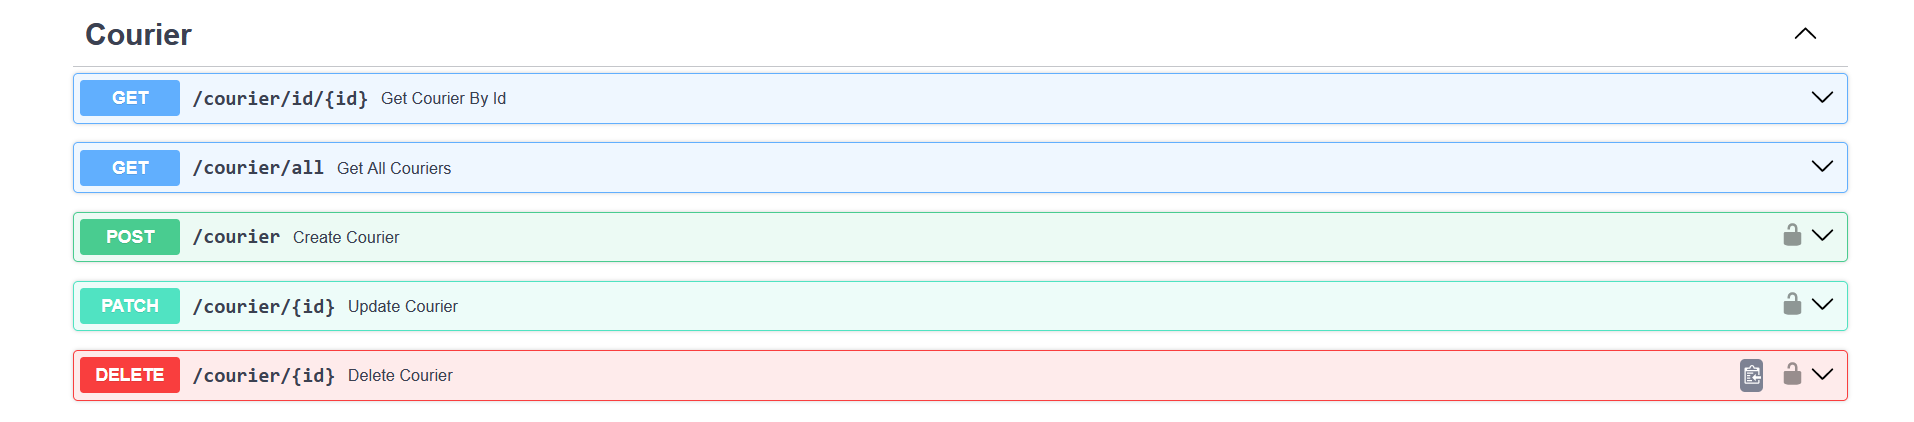 Courier
GET /courier/id/{id} Get Courier By Id
GET /courier/all Get All Couriers
POST /courier Create Courier
PATCH /courier/{id} Update Courier
DELETE /courier/{id} Delete Courier